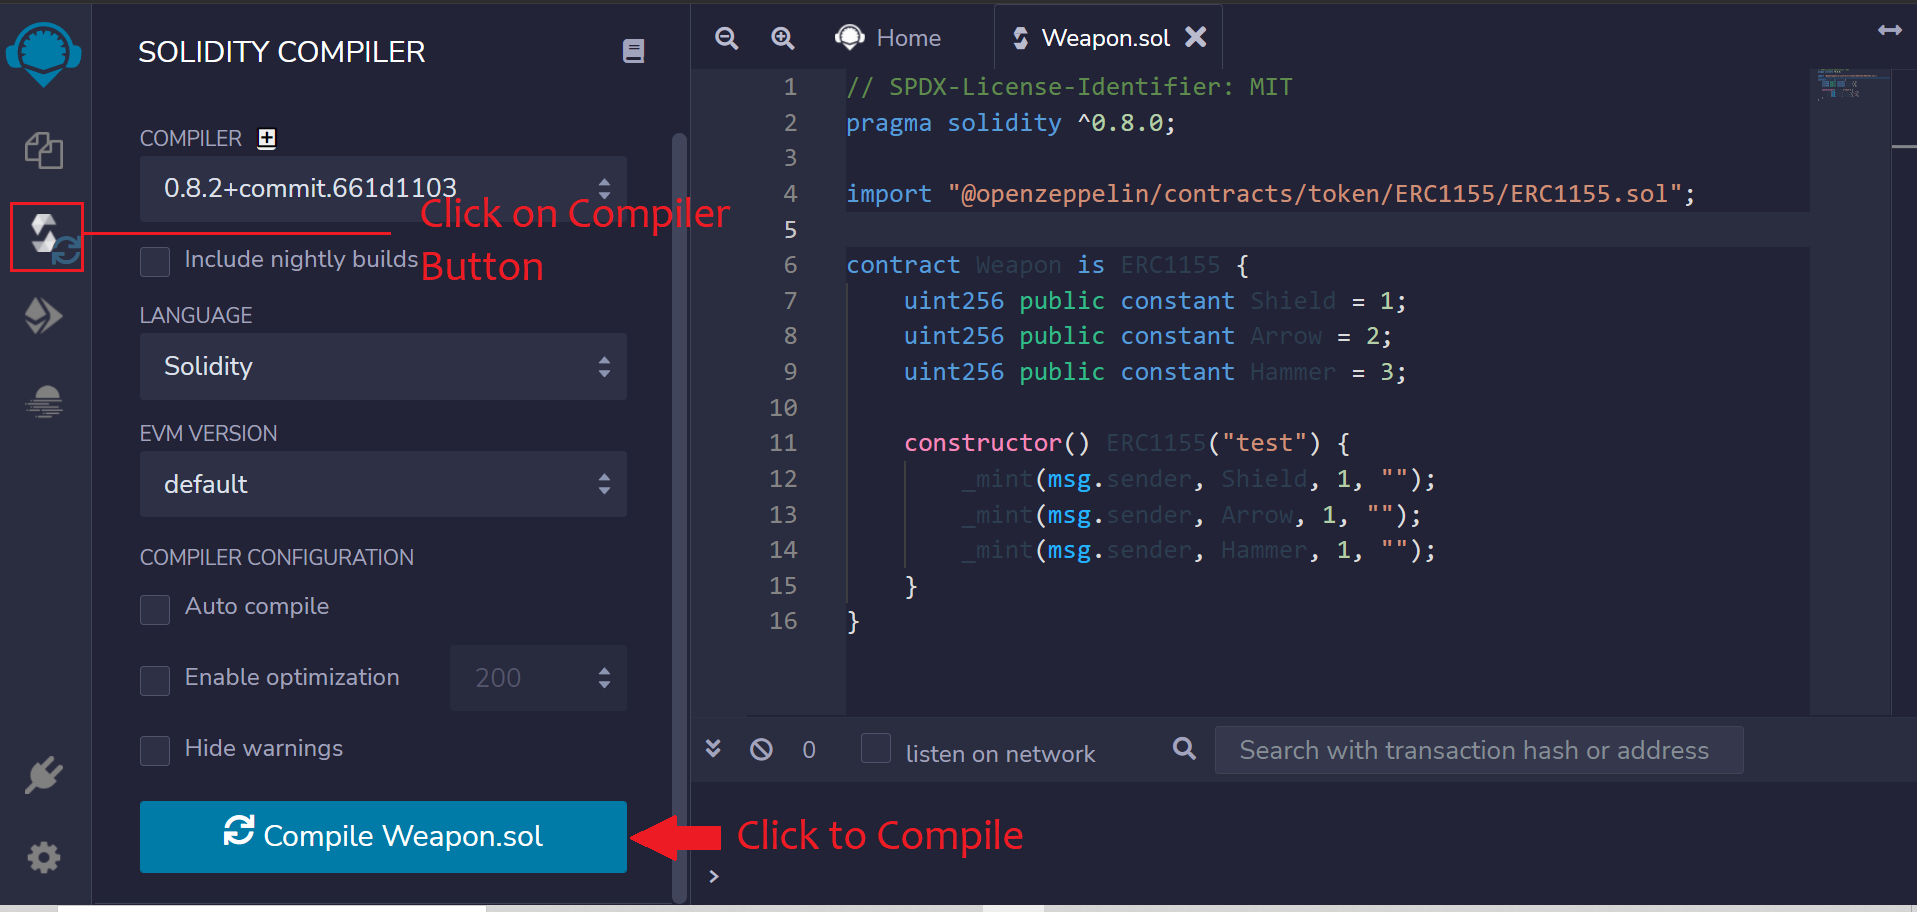 SOLIDITY COMPILER
COMPILER
0.8.2+commit.661d1103
Click on Compiler
Button
Include nightly builds
LANGUAGE
Solidity
EVM VERSION
default
COMPILER CONFIGURATION
Auto compile
Enable optimization
200
Hide warnings
Compile Weapon.sol
Click to Compile
Home
Weapon.sol
1 // SPDX-License-Identifier: MIT
2 pragma solidity ^0.8.0;
3
4 import "@openzeppelin/contracts/token/ERC1155/ERC1155.sol";
5
6 contract Weapon is ERC1155 {
7 uint256 public constant Shield = 1;
8 uint256 public constant Arrow = 2;
9 uint256 public constant Hammer = 3;
10
11 constructor() ERC1155("test") {
12 _mint(msg.sender, Shield, 1, "");
13 _mint(msg.sender, Arrow, 1, "");
14 _mint(msg.sender, Hammer, 1, "");
15 }
16 }
0
listen on network
Search with transaction hash or address
>